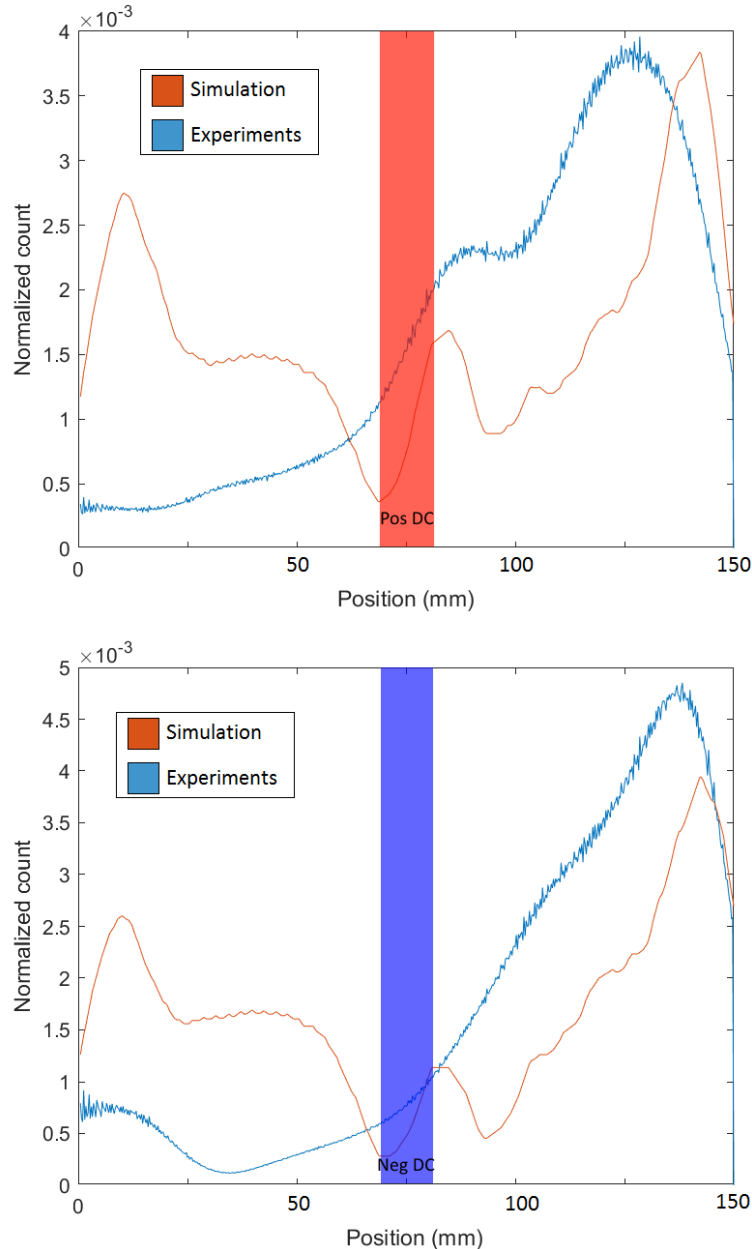 ×10⁻³
4
3.5
3
2.5
2
1.5
1
0.5
0
Normalized count
Simulation
Experiments
Pos DC
0 50 100 150
Position (mm)
×10⁻³
5
4.5
4
3.5
3
2.5
2
1.5
1
0.5
0
Normalized count
Simulation
Experiments
Neg DC
0 50 100 150
Position (mm)